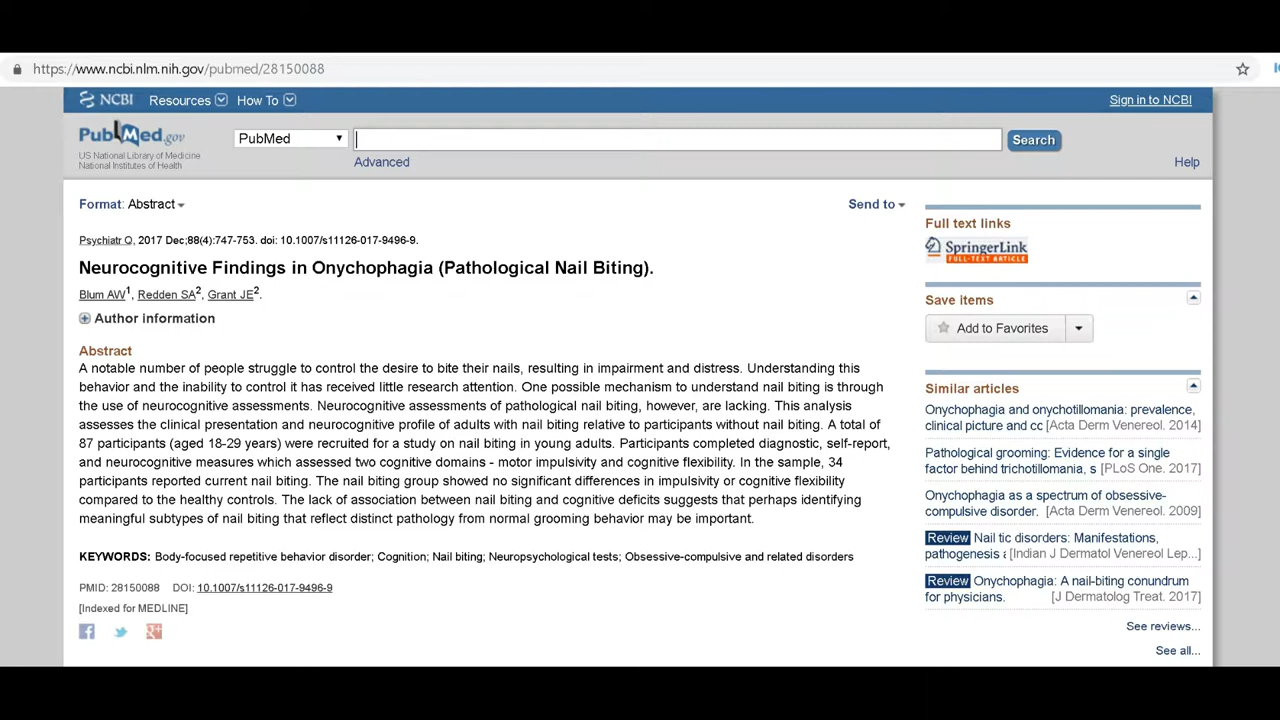 https://www.ncbi.nlm.nih.gov/pubmed/28150088
NCBI Resources How To Sign in to NCBI
PubMed.gov
US National Library of Medicine
National Institutes of Health
PubMed
Search
Advanced
Help
Format: Abstract
Send to
Psychiatr Q, 2017 Dec;88(4):747-753. doi: 10.1007/s11126-017-9496-9.
Neurocognitive Findings in Onychophagia (Pathological Nail Biting).
Blum AW1, Redden SA2, Grant JE2.
Author information
Abstract
A notable number of people struggle to control the desire to bite their nails, resulting in impairment and distress. Understanding this
behavior and the inability to control it has received little research attention. One possible mechanism to understand nail biting is through
the use of neurocognitive assessments. Neurocognitive assessments of pathological nail biting, however, are lacking. This analysis
assesses the clinical presentation and neurocognitive profile of adults with nail biting relative to participants without nail biting. A total of
87 participants (aged 18-29 years) were recruited for a study on nail biting in young adults. Participants completed diagnostic, self-report,
and neurocognitive measures which assessed two cognitive domains - motor impulsivity and cognitive flexibility. In the sample, 34
participants reported current nail biting. The nail biting group showed no significant differences in impulsivity or cognitive flexibility
compared to the healthy controls. The lack of association between nail biting and cognitive deficits suggests that perhaps identifying
meaningful subtypes of nail biting that reflect distinct pathology from normal grooming behavior may be important.
KEYWORDS: Body-focused repetitive behavior disorder; Cognition; Nail biting; Neuropsychological tests; Obsessive-compulsive and related disorders
PMID: 28150088 DOI: 10.1007/s11126-017-9496-9
[Indexed for MEDLINE]
Full text links
SpringerLink
FULL-TEXT ARTICLE
Save items
Add to Favorites
Similar articles
Onychophagia and onychotillomania: prevalence,
clinical picture and cc [Acta Derm Venereol. 2014]
Pathological grooming: Evidence for a single
factor behind trichotillomania, s [PLoS One. 2017]
Onychophagia as a spectrum of obsessive-
compulsive disorder. [Acta Derm Venereol. 2009]
Review Nail tic disorders: Manifestations,
pathogenesis a [Indian J Dermatol Venereol Lep...]
Review Onychophagia: A nail-biting conundrum
for physicians. [J Dermatolog Treat. 2017]
See reviews...
See all...